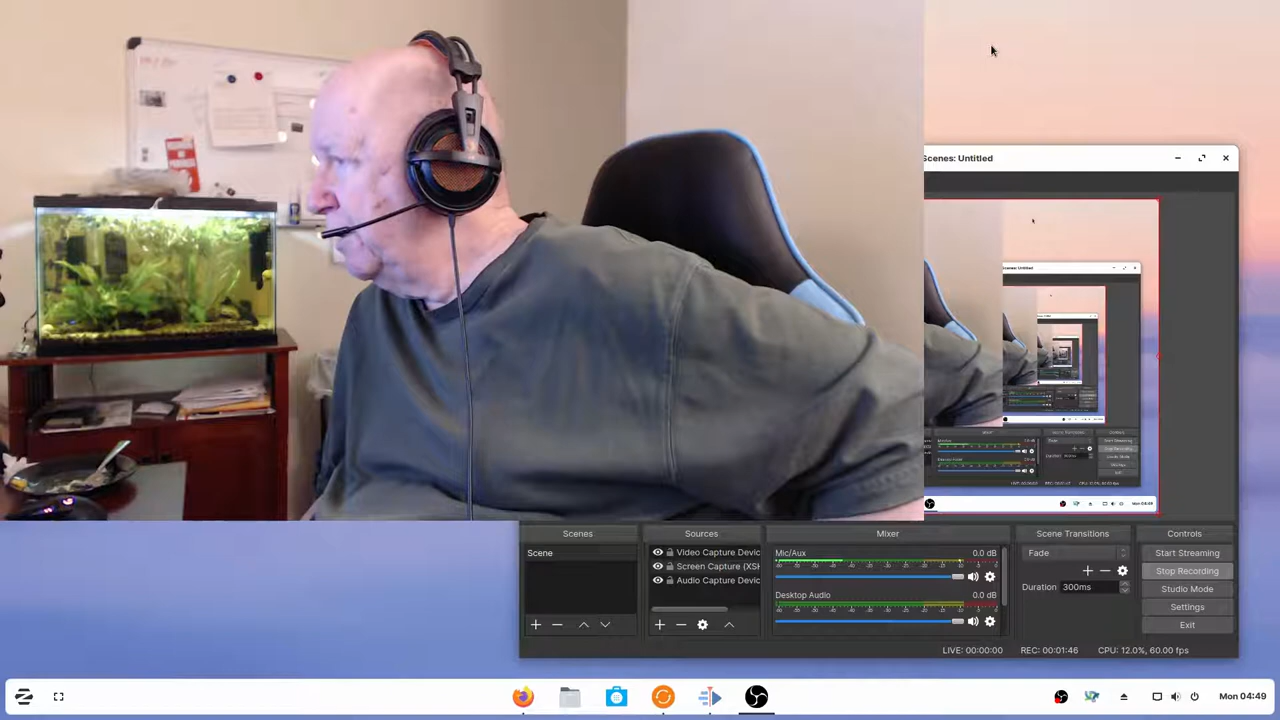 Scenes: Untitled
Scenes
Scene
Sources
Video Capture Devic
Screen Capture (XSH
Audio Capture Devic
Mixer
Mic/Aux 0.0 dB
Desktop Audio 0.0 dB
Scene Transitions
Fade
Duration 300ms
Controls
Start Streaming
Stop Recording
Studio Mode
Settings
Exit
LIVE: 00:00:00 REC: 00:01:46 CPU: 12.0%, 60.00 fps
Mon 04:49